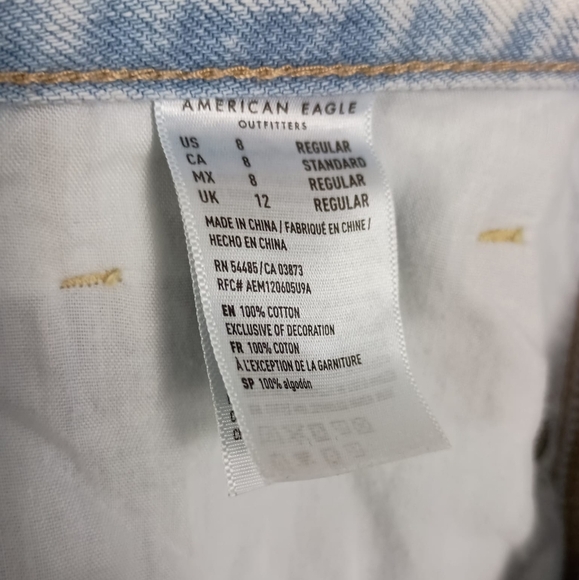 AMERICAN EAGLE
OUTFITTERS
US 8 REGULAR
CA 8 STANDARD
MX 8 REGULAR
UK 12 REGULAR
MADE IN CHINA / FABRIQUÉ EN CHINE /
HECHO EN CHINA
RN 54485/CA 03873
RFC# AEM120605U9A
EN 100% COTTON
EXCLUSIVE OF DECORATION
FR 100% COTON
À L'EXCEPTION DE LA GARNITURE
SP 100% algodón